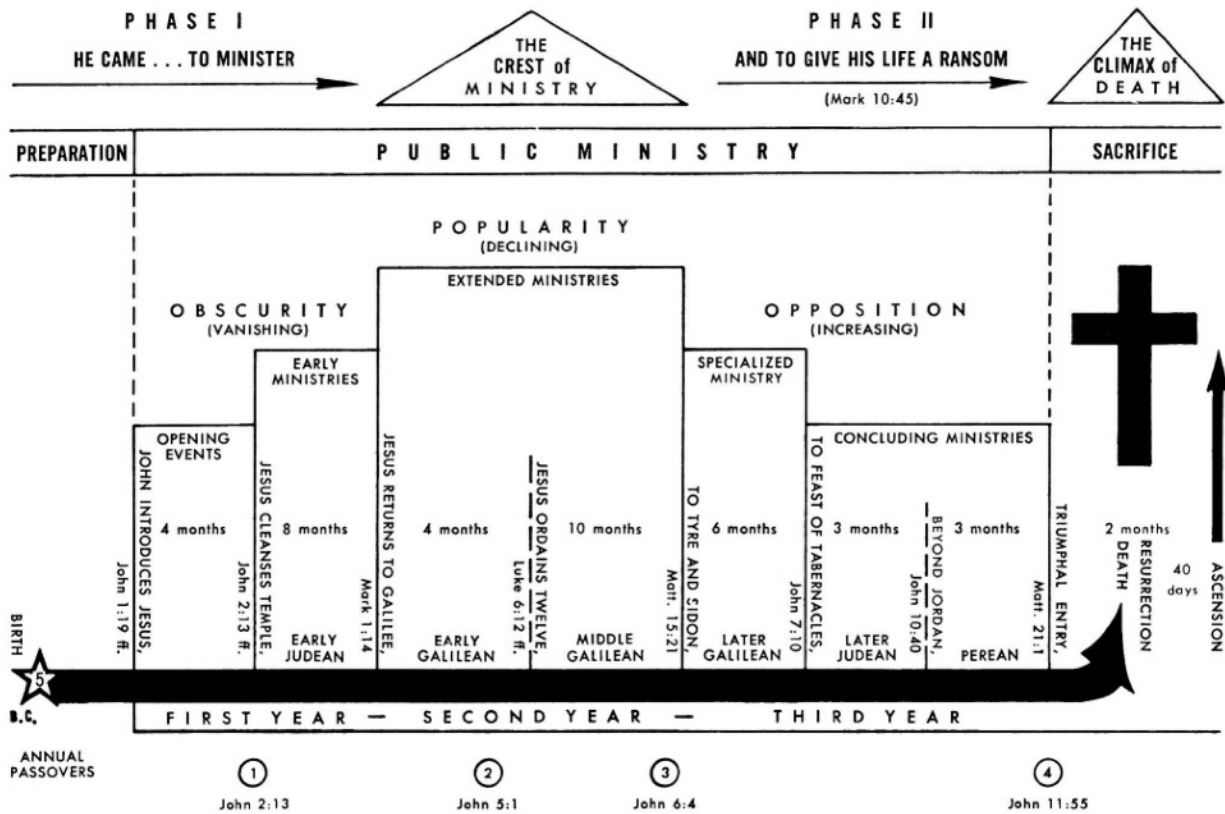 PHASE I
HE CAME . . . TO MINISTER
THE
CREST of
MINISTRY
PHASE II
AND TO GIVE HIS LIFE A RANSOM
(Mark 10:45)
THE
CLIMAX of
DEATH
PREPARATION
PUBLIC MINISTRY
SACRIFICE
POPULARITY
(DECLINING)
EXTENDED MINISTRIES
OBSCURITY
(VANISHING)
OPPOSITION
(INCREASING)
EARLY
MINISTRIES
SPECIALIZED
MINISTRY
OPENING
EVENTS
CONCLUDING MINISTRIES
JOHN INTRODUCES JESUS,
John 1:19 ff.
4 months
JESUS CLEANSES TEMPLE,
John 2:13 ff.
8 months
EARLY
JUDEAN
JESUS RETURNS TO GALILEE,
Mark 1:14
4 months
EARLY
GALILEAN
JESUS ORDAINS TWELVE,
Luke 6:12 ff.
10 months
MIDDLE
GALILEAN
TO TYRE AND SIDON,
Matt. 15:21
6 months
LATER
GALILEAN
TO FEAST OF TABERNACLES,
John 7:10
3 months
LATER
JUDEAN
BEYOND JORDAN,
John 10:40
3 months
PEREAN
TRIUMPHAL ENTRY,
Matt. 21:1
2 months
DEATH
RESURRECTION
40
days
ASCENSION
BIRTH
5
B.C.
FIRST YEAR — SECOND YEAR — THIRD YEAR
ANNUAL
PASSOVERS
1
John 2:13
2
John 5:1
3
John 6:4
4
John 11:55